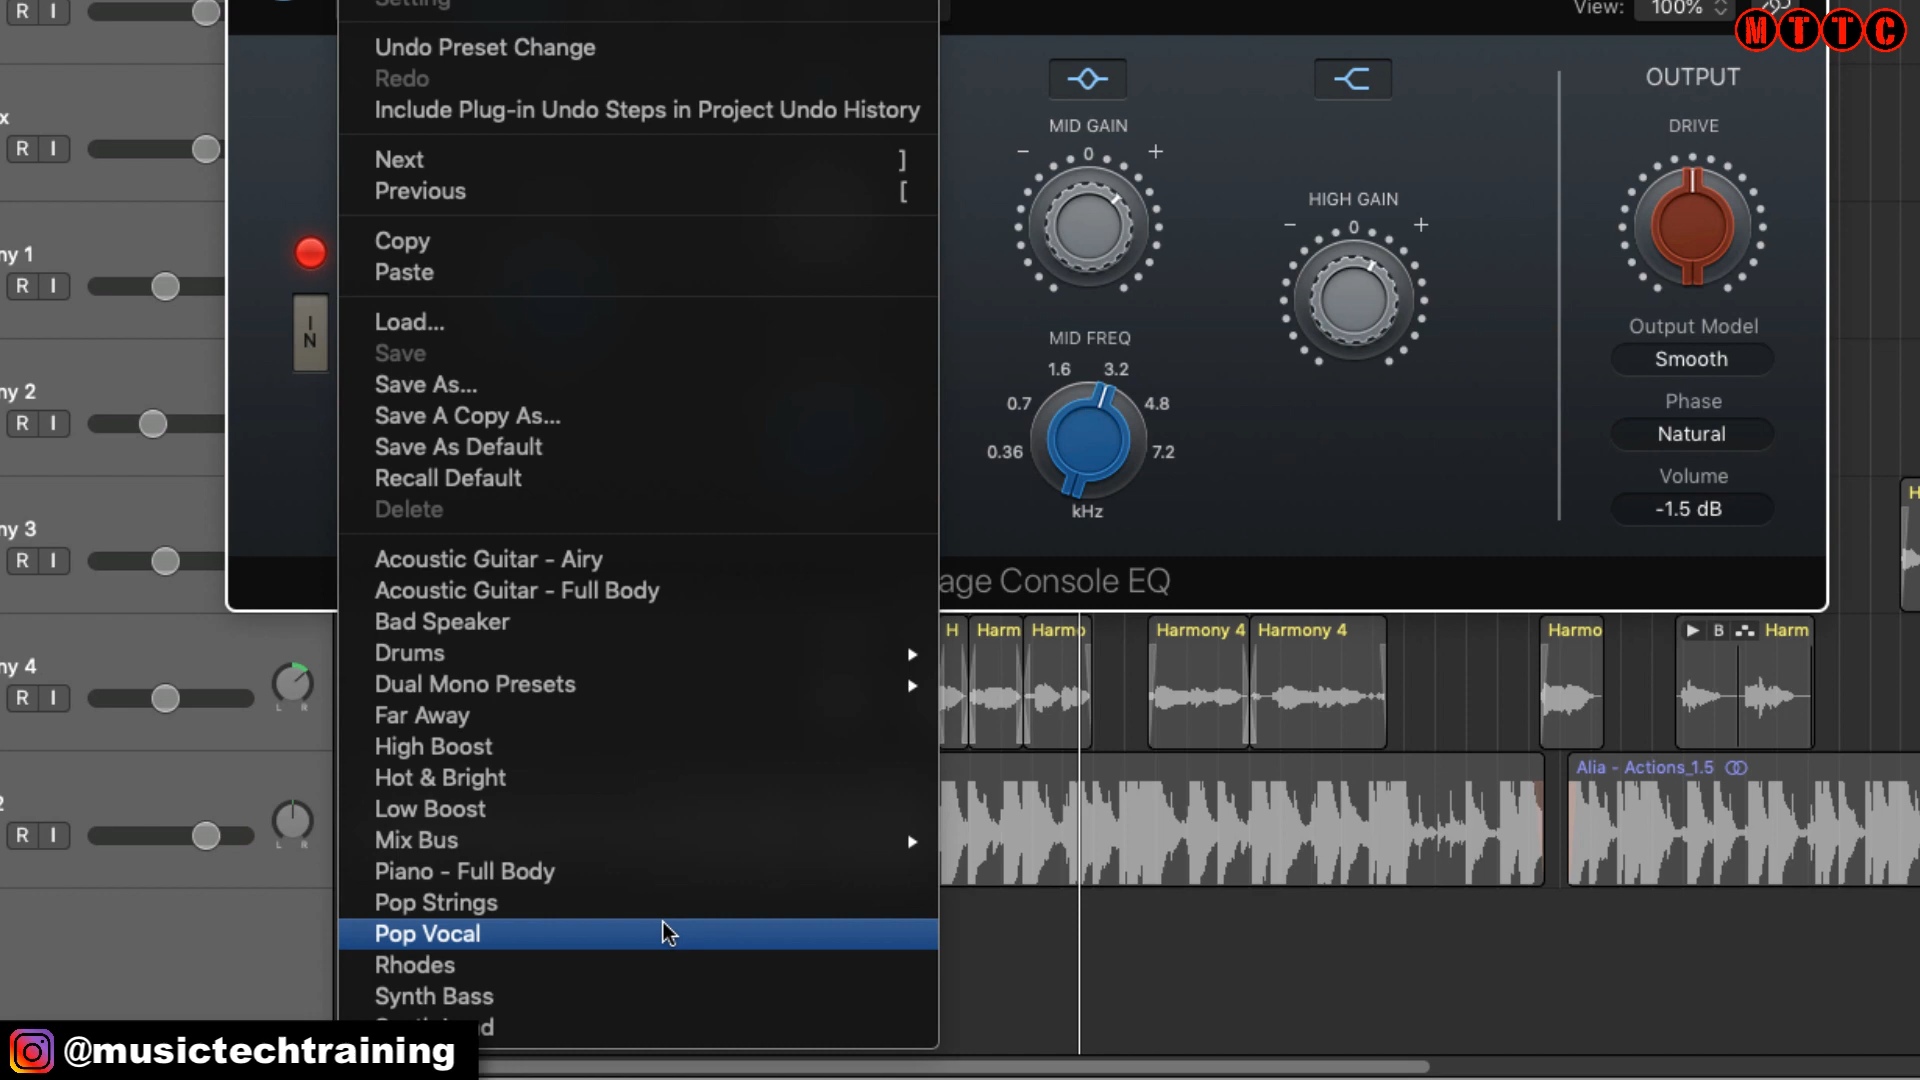 Setting
View: 100%
MTTC
Undo Preset Change
Redo
Include Plug-in Undo Steps in Project Undo History
Next ]
Previous [
Copy
Paste
Load...
Save
Save As...
Save A Copy As...
Save As Default
Recall Default
Delete
Acoustic Guitar - Airy
Acoustic Guitar - Full Body
Bad Speaker
Drums
Dual Mono Presets
Far Away
High Boost
Hot & Bright
Low Boost
Mix Bus
Piano - Full Body
Pop Strings
Pop Vocal
Rhodes
Synth Bass
R I
x
R I
ny 1
R I
ny 2
R I
ny 3
R I
ny 4
R I
L R
2
R I
L R
IN
MID GAIN
- 0 +
MID FREQ
1.6 3.2
0.7 4.8
0.36 7.2
kHz
HIGH GAIN
- 0 +
OUTPUT
DRIVE
Output Model
Smooth
Phase
Natural
Volume
-1.5 dB
age Console EQ
H
H Harm Harmo Harmony 4 Harmony 4 Harmo B Harm
Alia - Actions_1.5
@musictechtraining